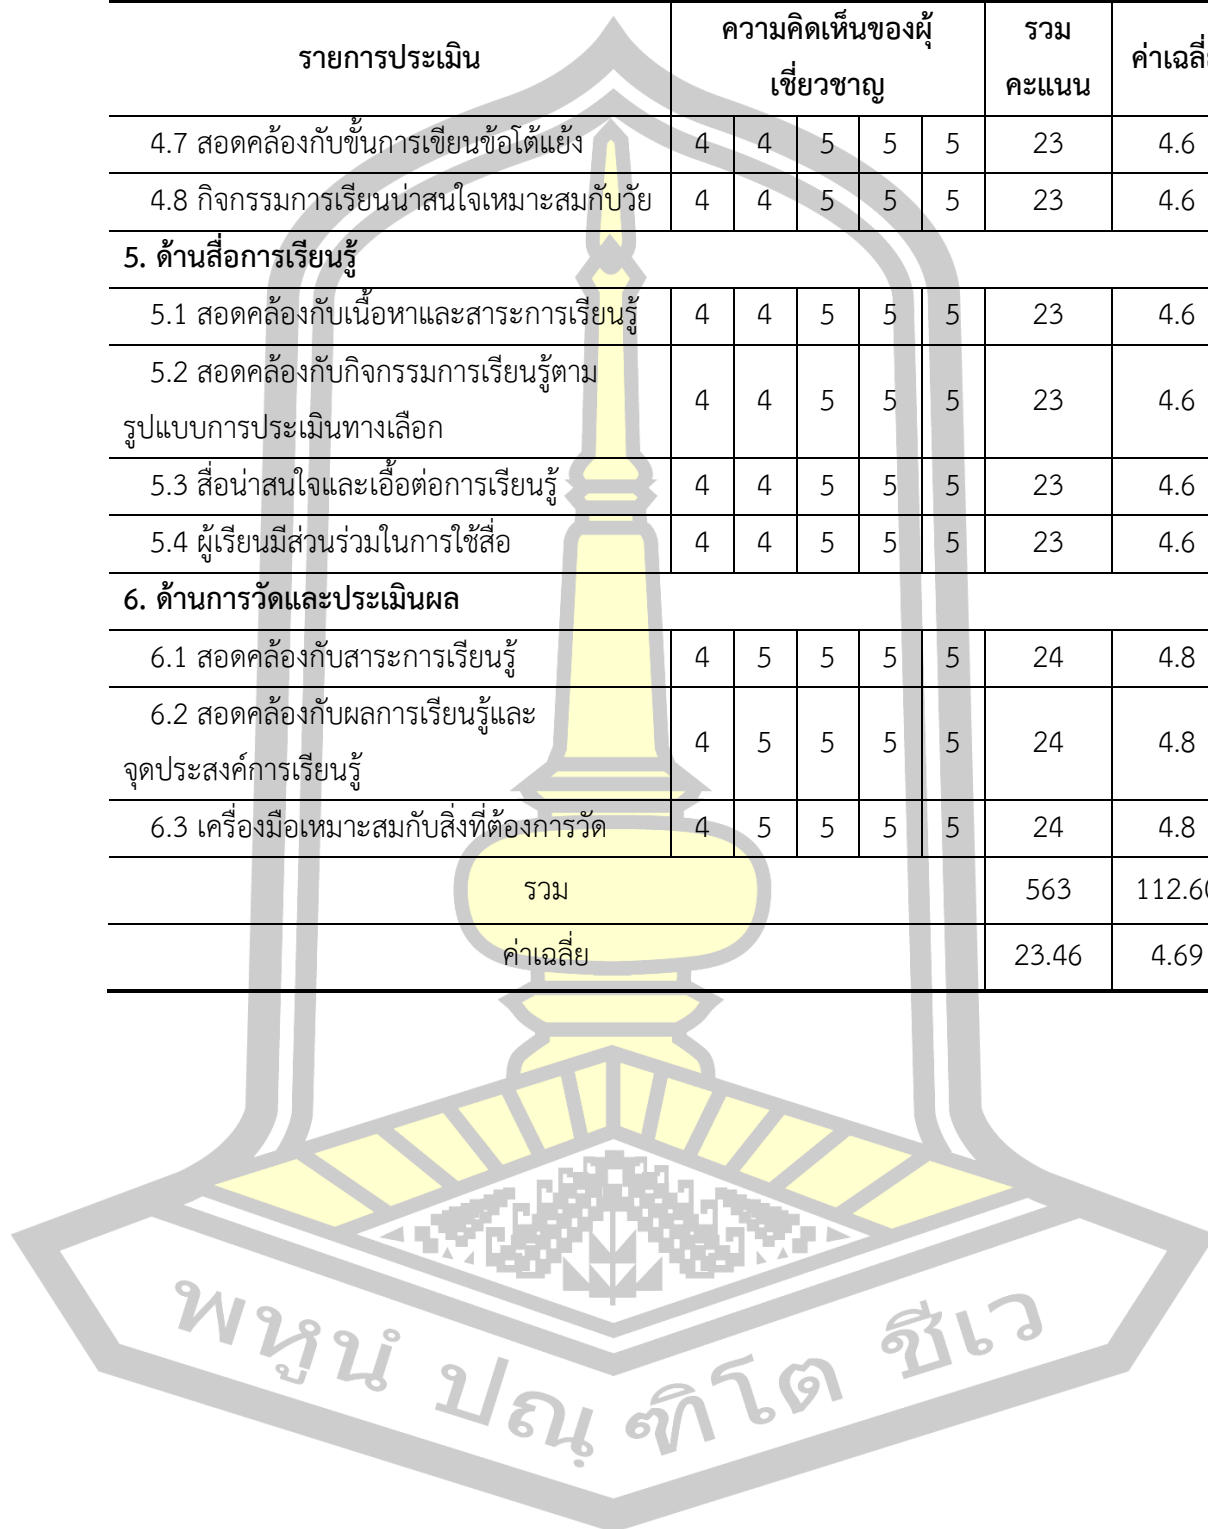 รายการประเมิน ความคิดเห็นของผุ้ รวม ค่าเฉลี่ย
เชี่ยวชาญ คะแนน
4.7 สอดคล้องกับขั้นการเขียนข้อโต้แย้ง 4 4 5 5 5 23 4.6
4.8 กิจกรรมการเรียนน่าสนใจเหมาะสมกับวัย 4 4 5 5 5 23 4.6
5. ด้านสื่อการเรียนรู้
5.1 สอดคล้องกับเนื้อหาและสาระการเรียนรู้ 4 4 5 5 5 23 4.6
5.2 สอดคล้องกับกิจกรรมการเรียนรู้ตาม
รูปแบบการประเมินทางเลือก 4 4 5 5 5 23 4.6
5.3 สื่อน่าสนใจและเอื้อต่อการเรียนรู้ 4 4 5 5 5 23 4.6
5.4 ผู้เรียนมีส่วนร่วมในการใช้สื่อ 4 4 5 5 5 23 4.6
6. ด้านการวัดและประเมินผล
6.1 สอดคล้องกับสาระการเรียนรู้ 4 5 5 5 5 24 4.8
6.2 สอดคล้องกับผลการเรียนรู้และ
จุดประสงค์การเรียนรู้ 4 5 5 5 5 24 4.8
6.3 เครื่องมือเหมาะสมกับสิ่งที่ต้องการวัด 4 5 5 5 5 24 4.8
รวม 563 112.60
ค่าเฉลี่ย 23.46 4.69
พหูนํ ปณฺฑิโต ชีเว